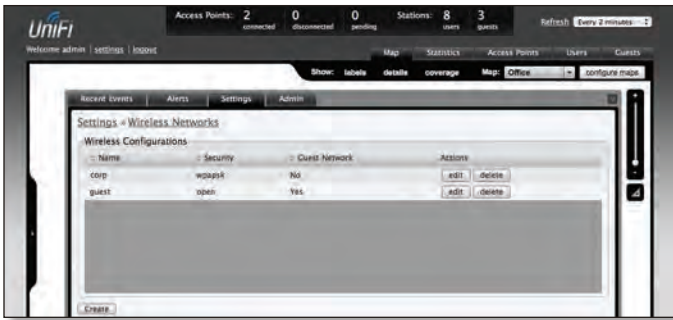 UniFi
Access Points: 2 connected 0 disconnected 0 pending Stations: 8 users 3 guests
Refresh Every 2 minutes
Welcome admin | settings | logout
Map Statistics Access Points Users Guests
Show: labels details coverage Map: Office configure maps
Recent Events Alerts Settings Admin
Settings » Wireless Networks
Wireless Configurations
Name Security Guest Network Actions
corp wpapsk No edit delete
guest open Yes edit delete
Create